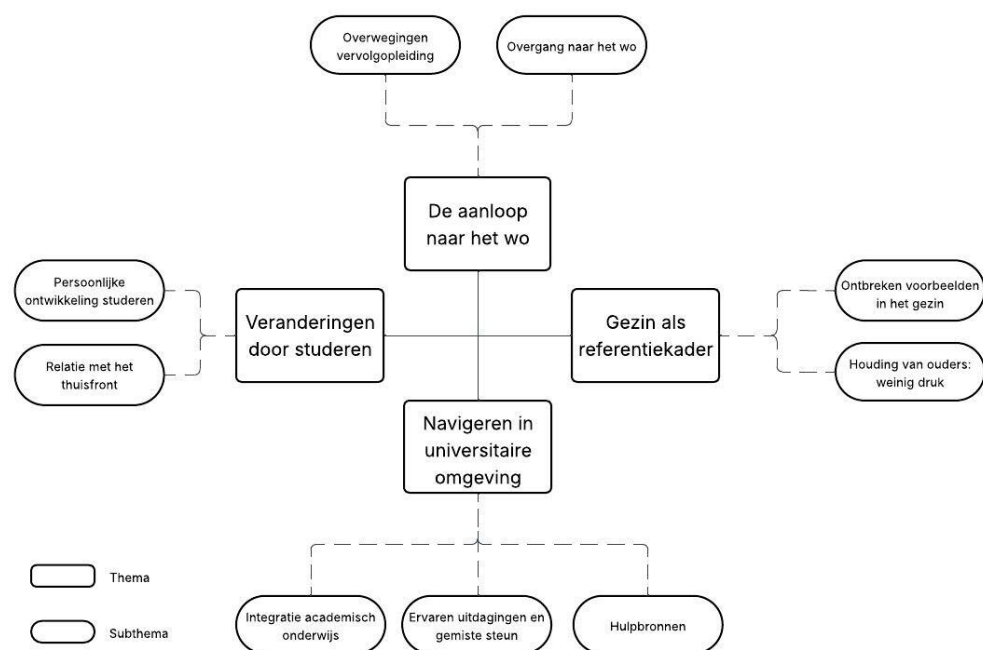 Overwegingen
vervolgopleiding
Overgang naar het wo
De aanloop
naar het wo
Persoonlijke
ontwikkeling studeren
Relatie met het
thuisfront
Veranderingen
door studeren
Gezin als
referentiekader
Ontbreken voorbeelden
in het gezin
Houding van ouders:
weinig druk
Navigeren in
universitaire
omgeving
Integratie academisch
onderwijs
Ervaren uitdagingen en
gemiste steun
Hulpbronnen
Thema
Subthema